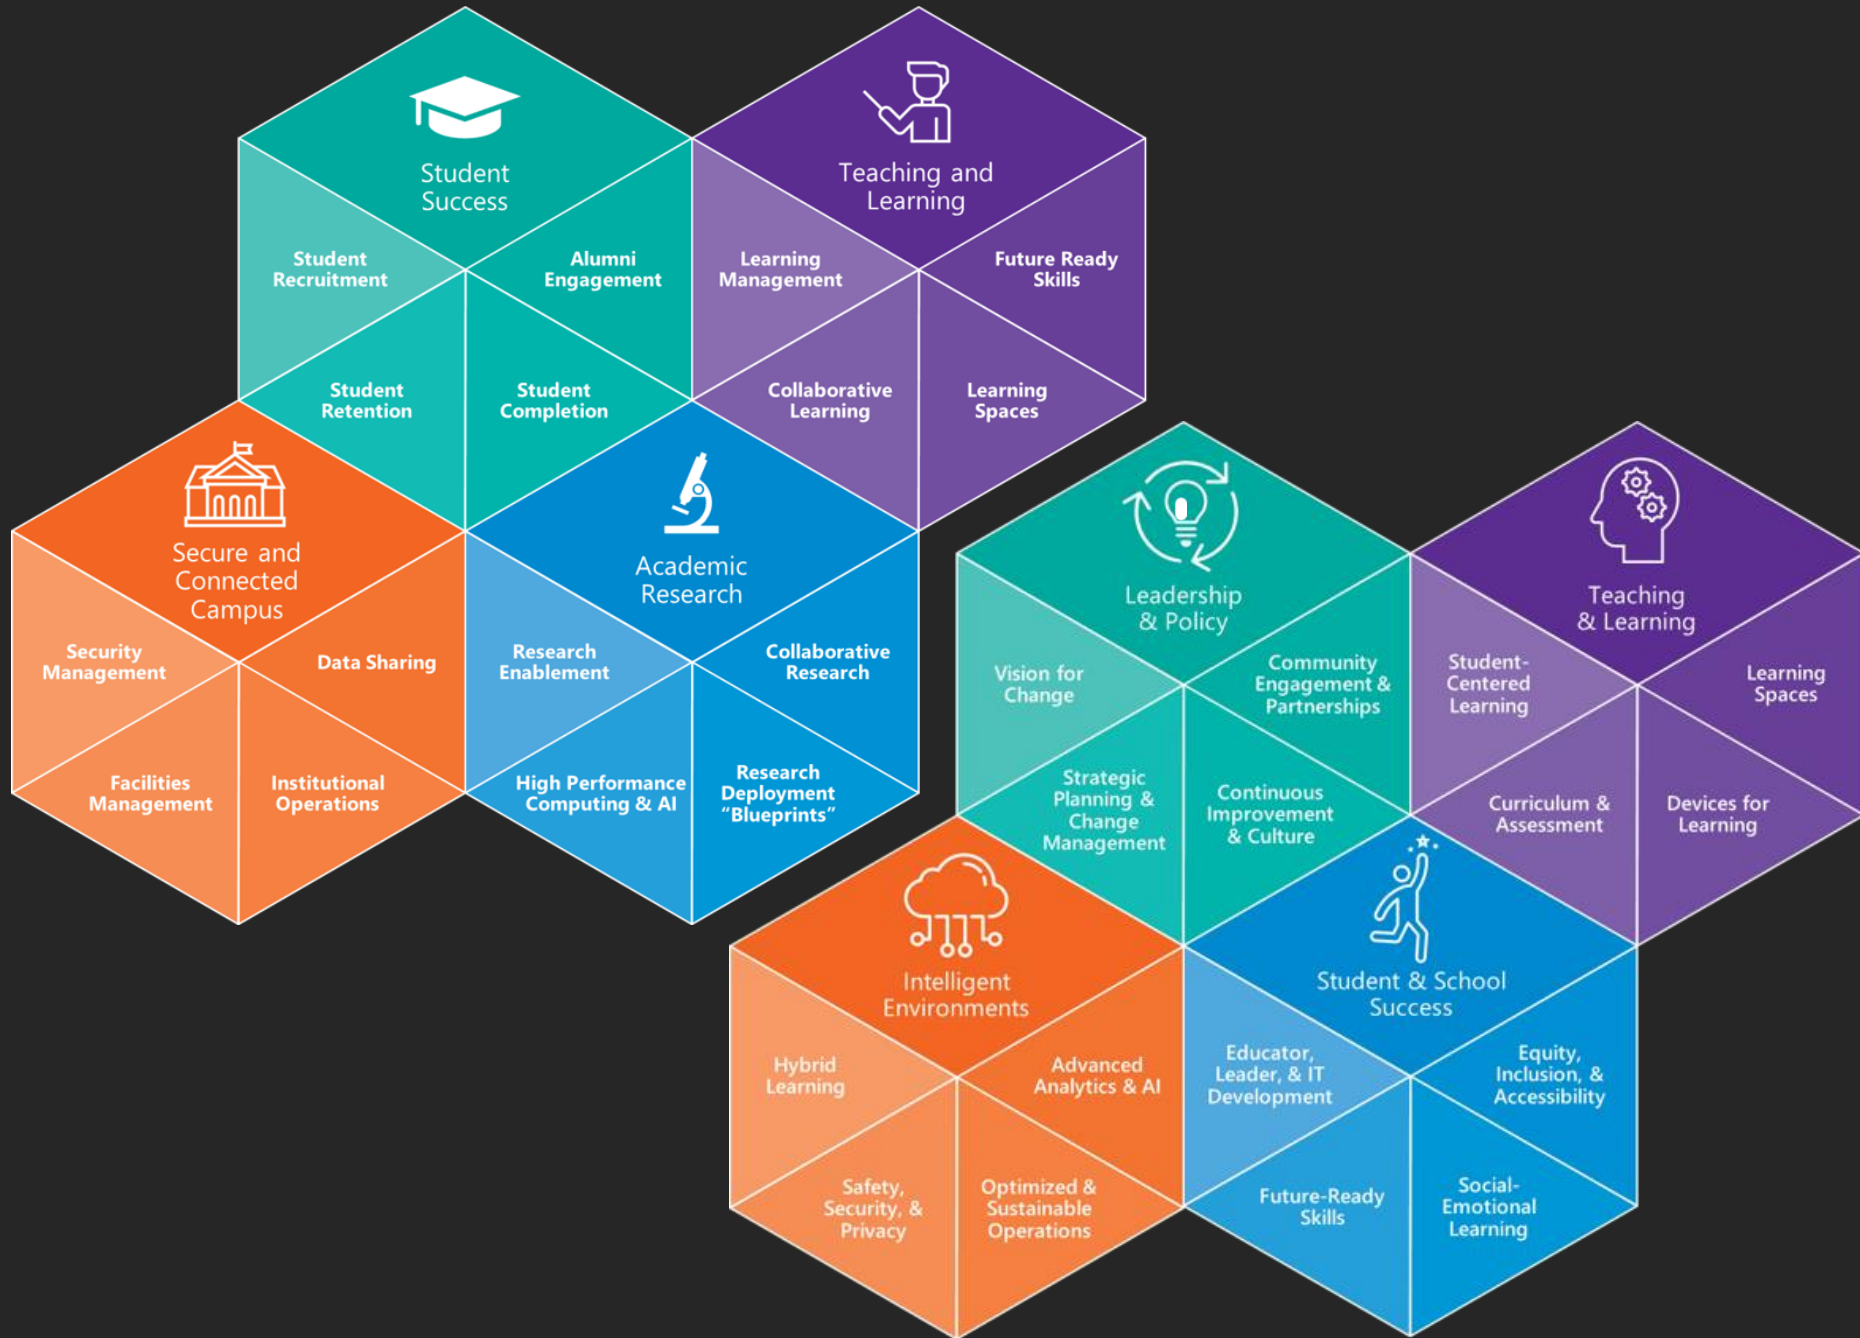 Student
Success
Student
Recruitment
Alumni
Engagement
Student
Retention
Student
Completion
Teaching and
Learning
Learning
Management
Future Ready
Skills
Collaborative
Learning
Learning
Spaces
Secure and
Connected
Campus
Security
Management
Data Sharing
Facilities
Management
Institutional
Operations
Academic
Research
Research
Enablement
Collaborative
Research
High Performance
Computing & AI
Research
Deployment
“Blueprints”
Leadership
& Policy
Vision for
Change
Community
Engagement &
Partnerships
Strategic
Planning &
Change
Management
Continuous
Improvement
& Culture
Teaching
& Learning
Student-
Centered
Learning
Learning
Spaces
Curriculum &
Assessment
Devices for
Learning
Intelligent
Environments
Hybrid
Learning
Advanced
Analytics & AI
Safety,
Security, &
Privacy
Optimized &
Sustainable
Operations
Student & School
Success
Educator,
Leader, & IT
Development
Equity,
Inclusion, &
Accessibility
Future-Ready
Skills
Social-
Emotional
Learning